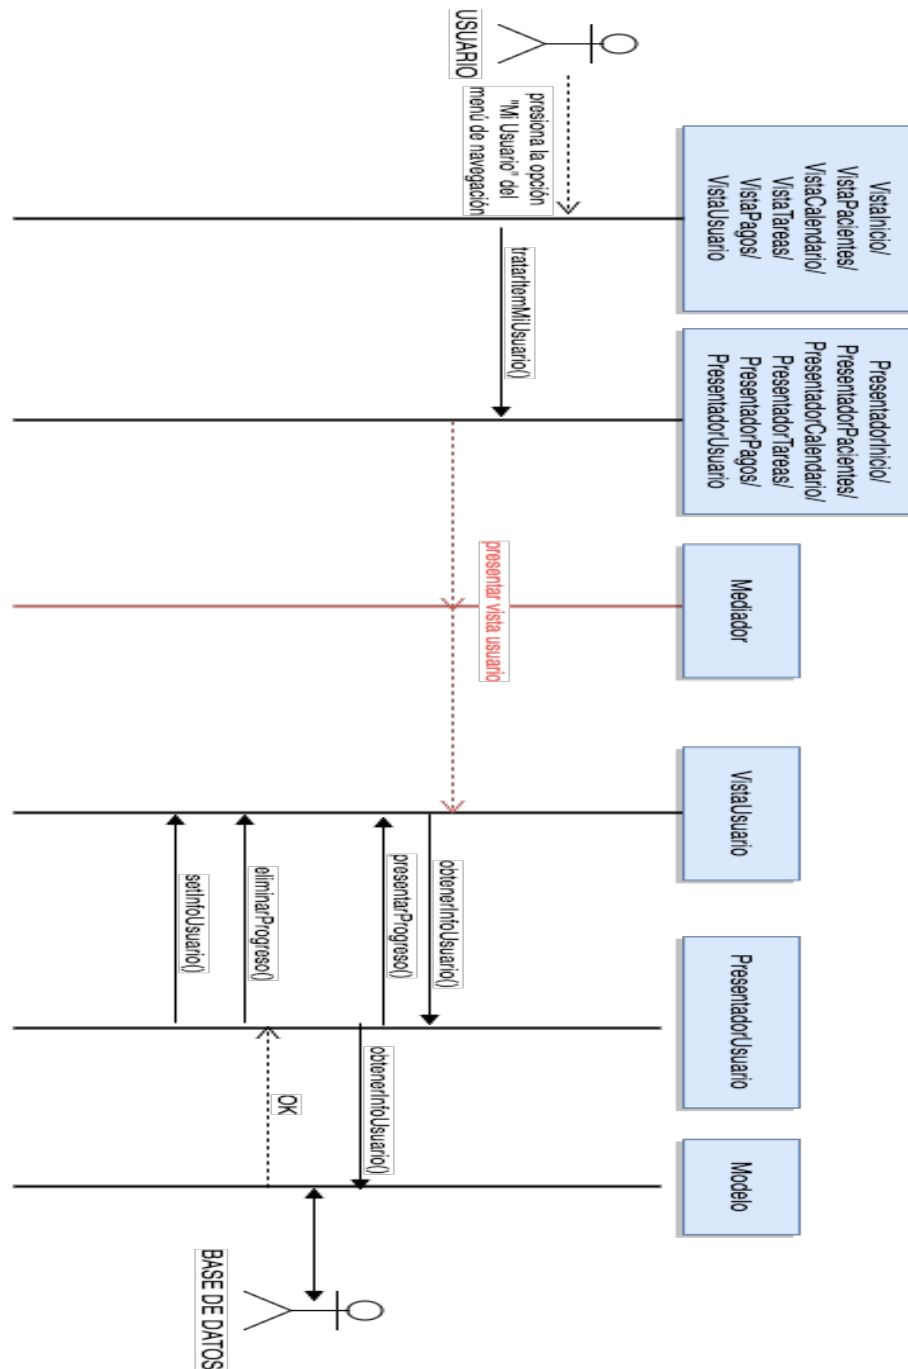 USUARIO
presiona la opción
"Mi Usuario" del
menú de navegación
VistaInicio/
VistaPacientes/
VistaCalendario/
VistaTareas/
VistaPagos/
VistaUsuario
tratarItemMiUsuario()
PresentadorInicio/
PresentadorPacientes/
PresentadorCalendario/
PresentadorTareas/
PresentadorPagos/
PresentadorUsuario
Mediador
presentar vista usuario
VistaUsuario
obtenerInfoUsuario()
presentarProgreso()
eliminarProgreso()
setInfoUsuario()
PresentadorUsuario
obtenerInfoUsuario()
OK
Modelo
BASE DE DATOS